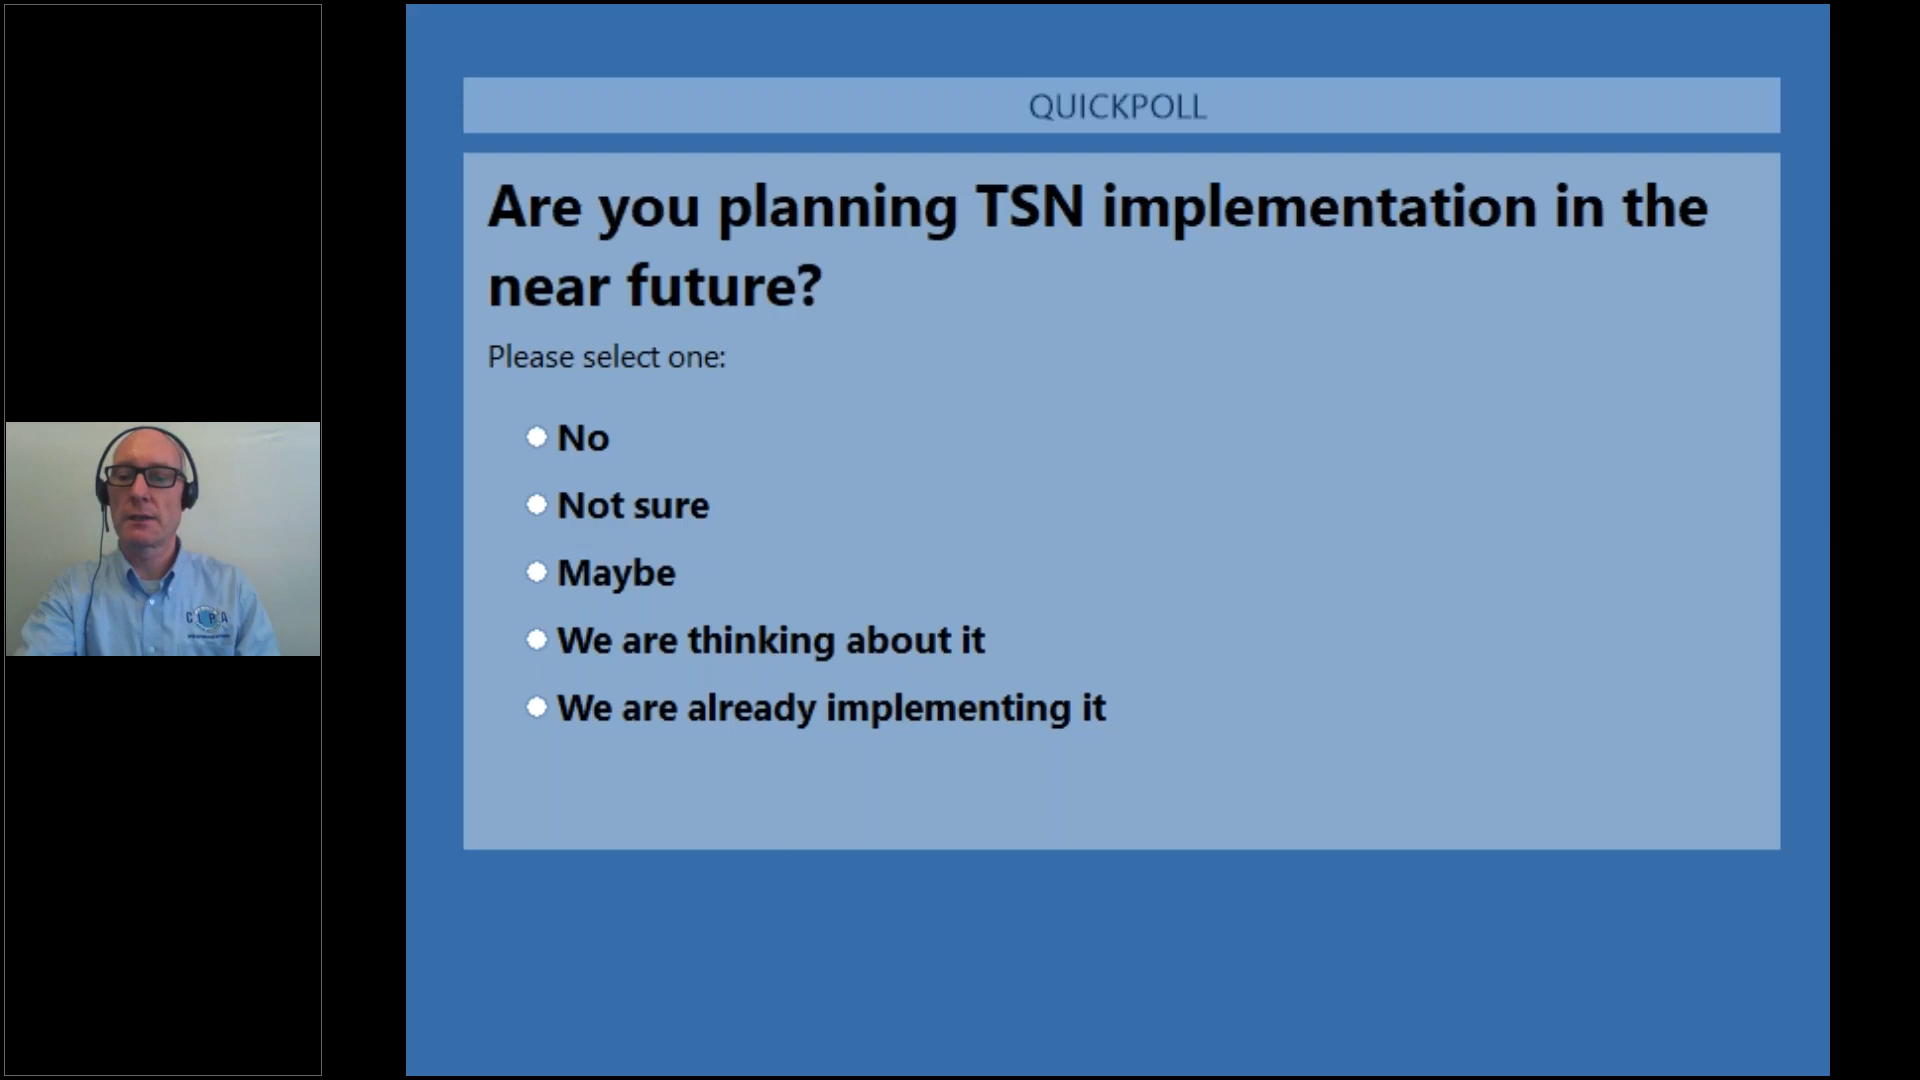 QUICKPOLL
Are you planning TSN implementation in the
near future?
Please select one:
No
Not sure
Maybe
We are thinking about it
We are already implementing it
CLPA